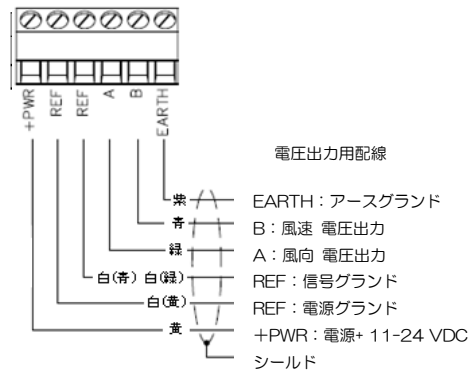 +PWR
REF
REF
A
B
EARTH
電圧出力用配線
紫
EARTH：アースグランド
青
B：風速 電圧出力
緑
A：風向 電圧出力
白(青) 白(緑)
REF：信号グランド
白(黄)
REF：電源グランド
黄
+PWR：電源+ 11-24 VDC
シールド